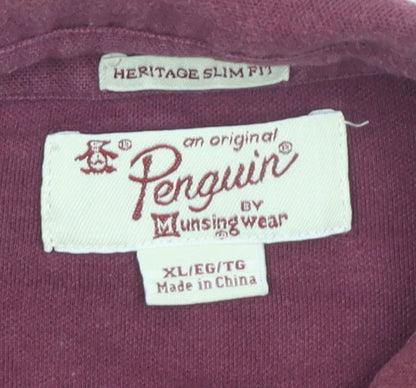 HERITAGE SLIM FIT
an original
Penguin®
BY
Munsingwear®
XL/EG/TG
Made in China